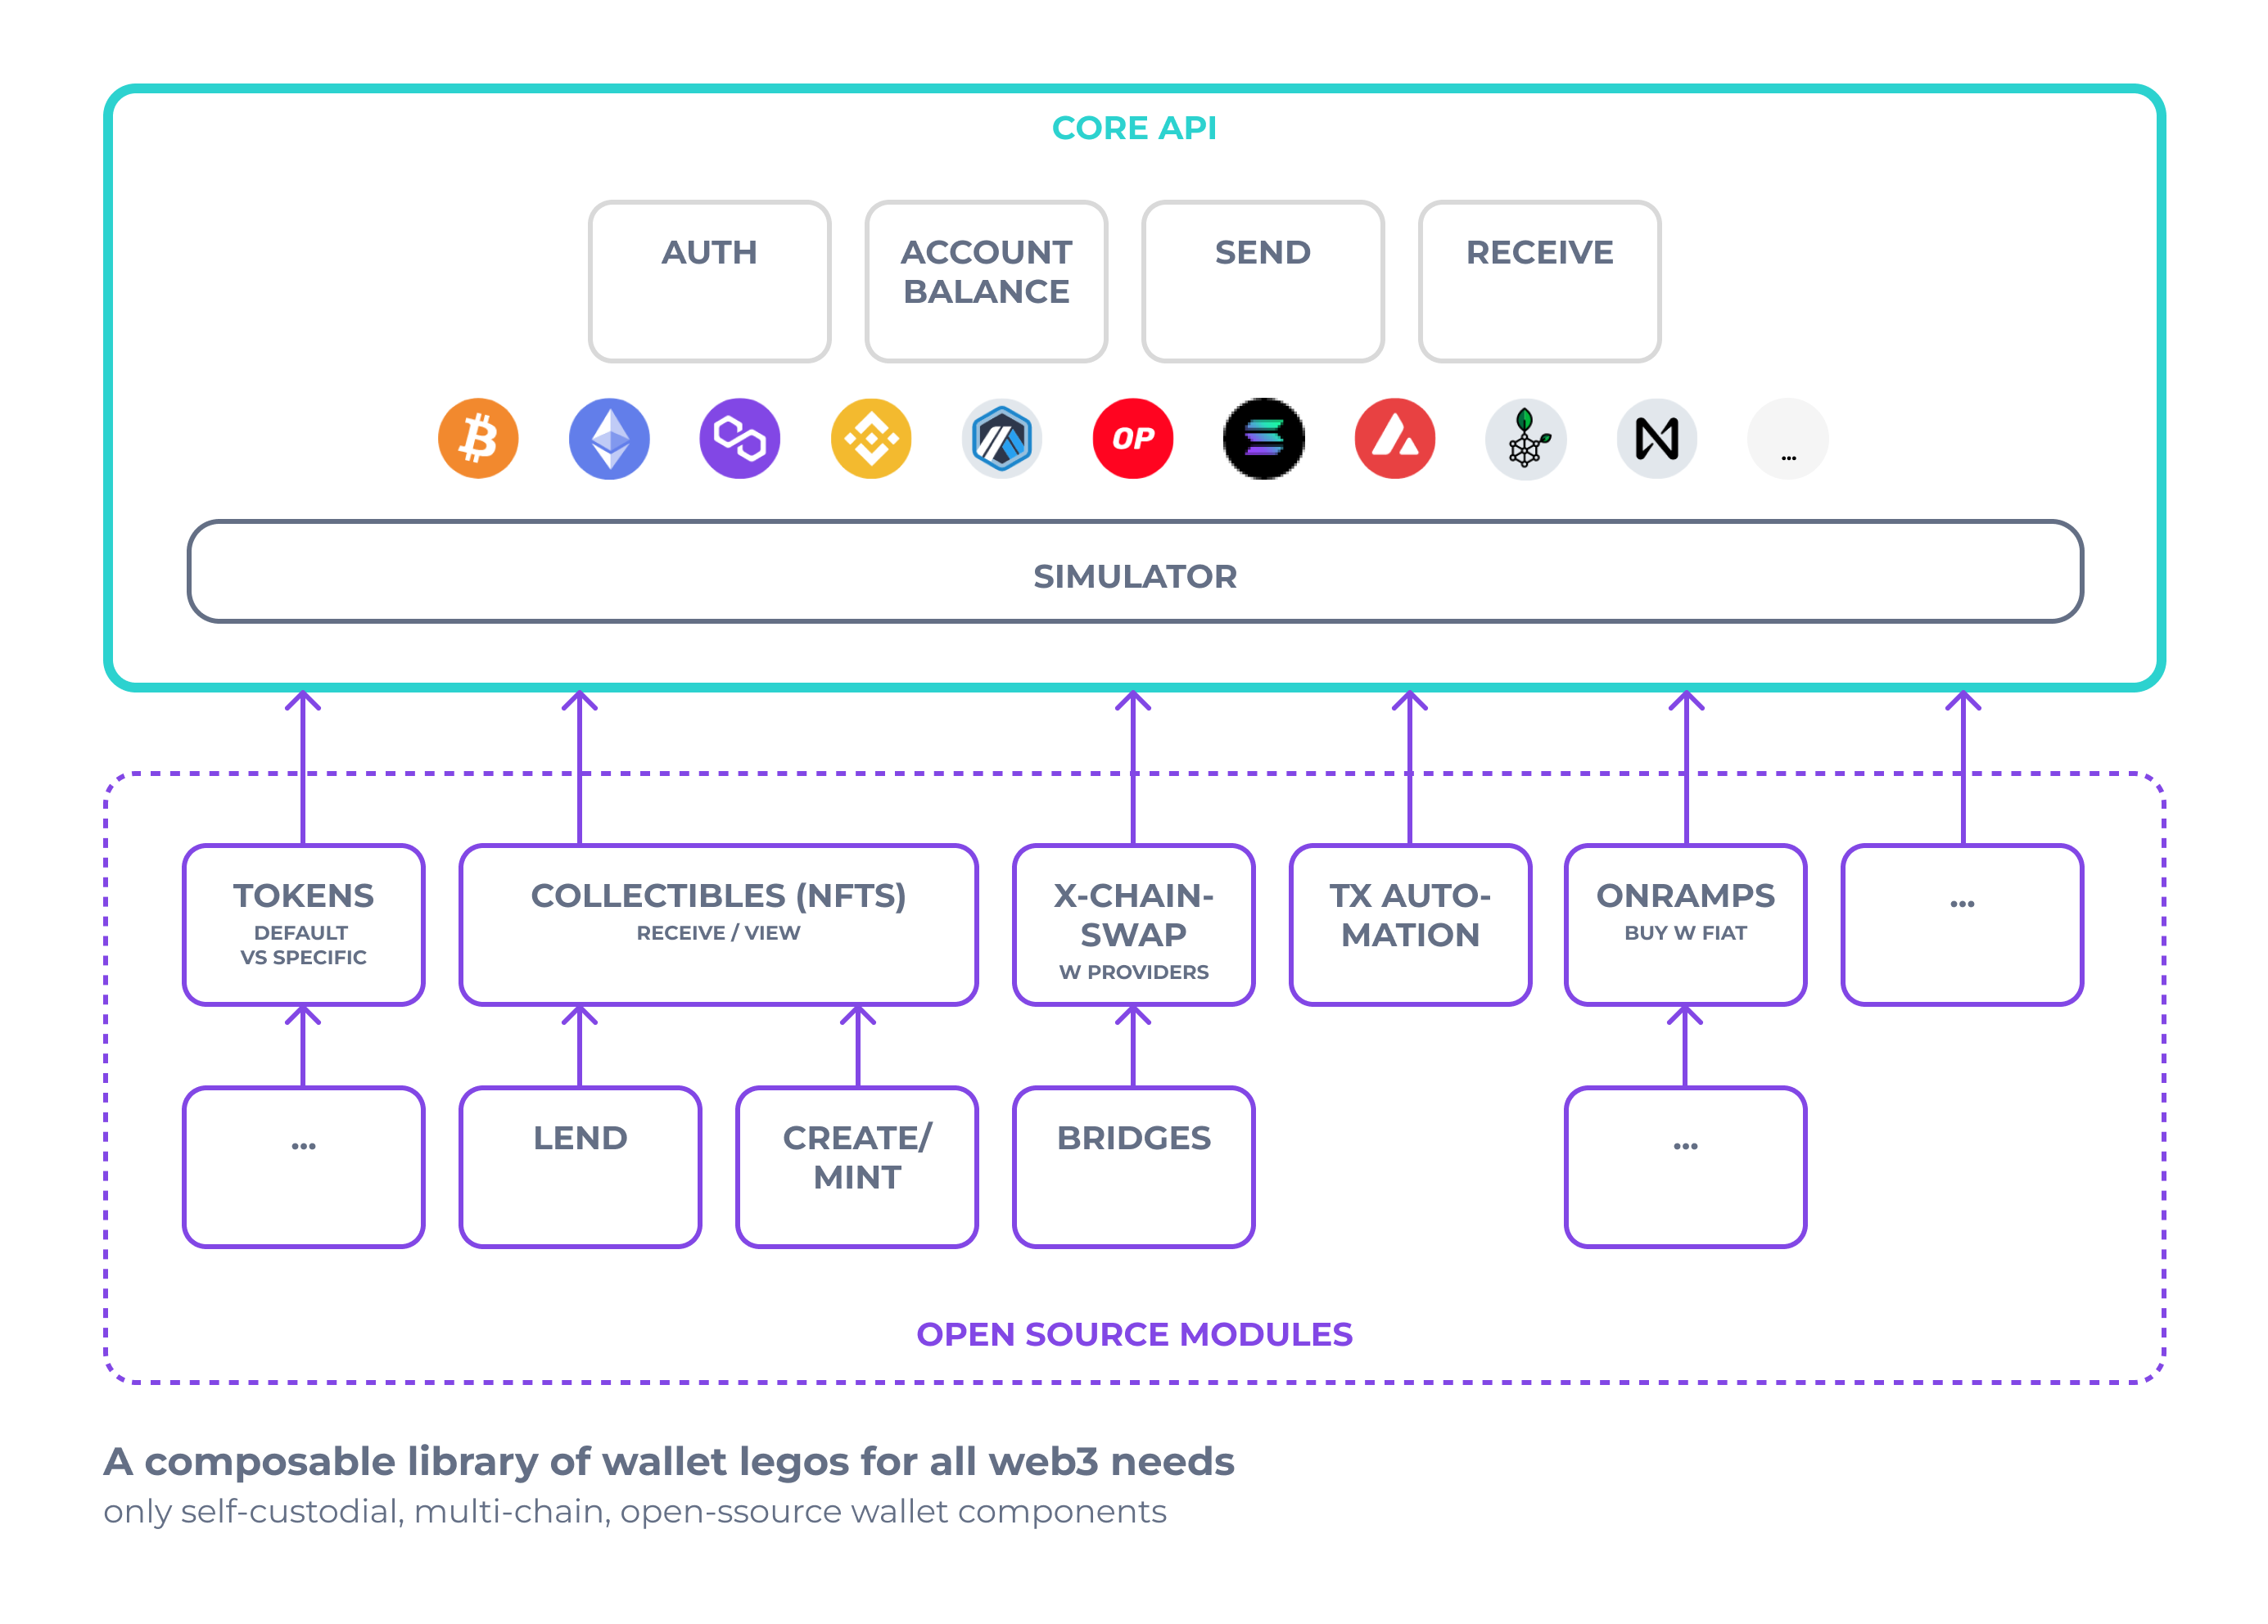 CORE API
AUTH
ACCOUNT
BALANCE
SEND
RECEIVE
OP
...
SIMULATOR
TOKENS
DEFAULT
VS SPECIFIC
COLLECTIBLES (NFTS)
RECEIVE / VIEW
X-CHAIN-
SWAP
W PROVIDERS
TX AUTO-
MATION
ONRAMPS
BUY W FIAT
...
...
LEND
CREATE/
MINT
BRIDGES
...
OPEN SOURCE MODULES
A composable library of wallet legos for all web3 needs
only self-custodial, multi-chain, open-ssource wallet components